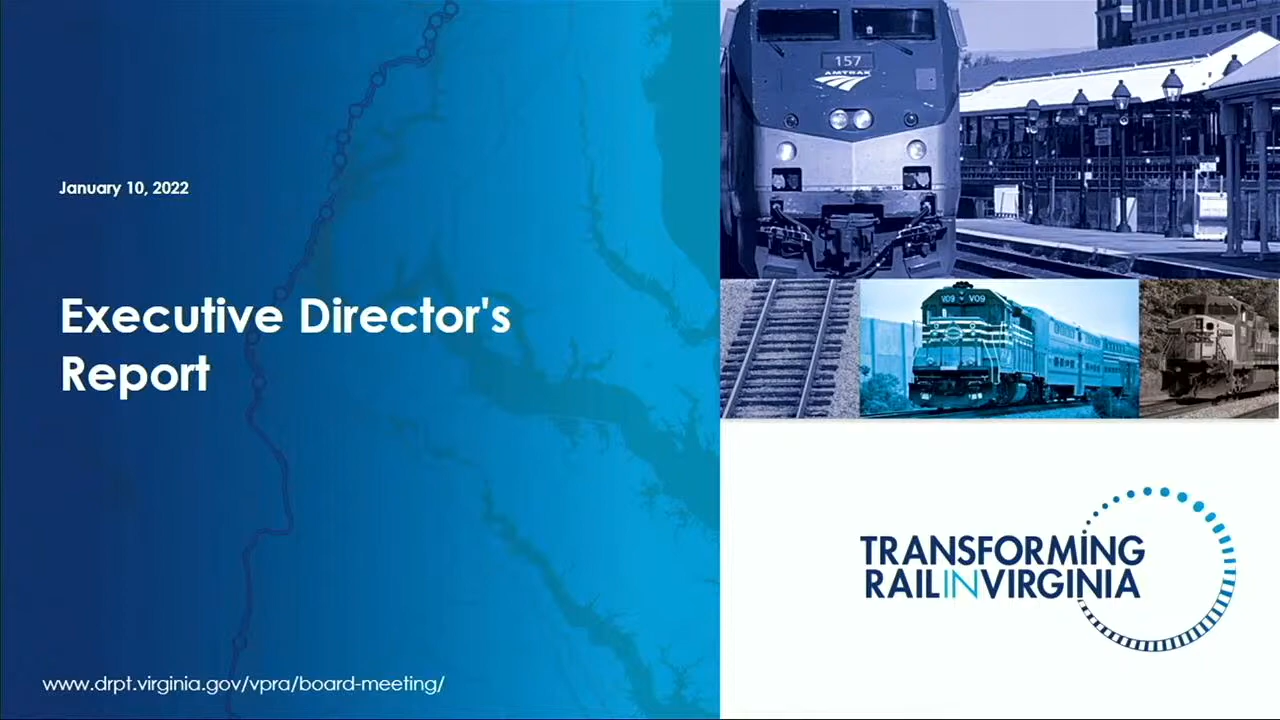 January 10, 2022
Executive Director's
Report
www.drpt.virginia.gov/vpra/board-meeting/
157
AMTRAK
V09 V09
TRANSFORMING
RAILINVIRGINIA